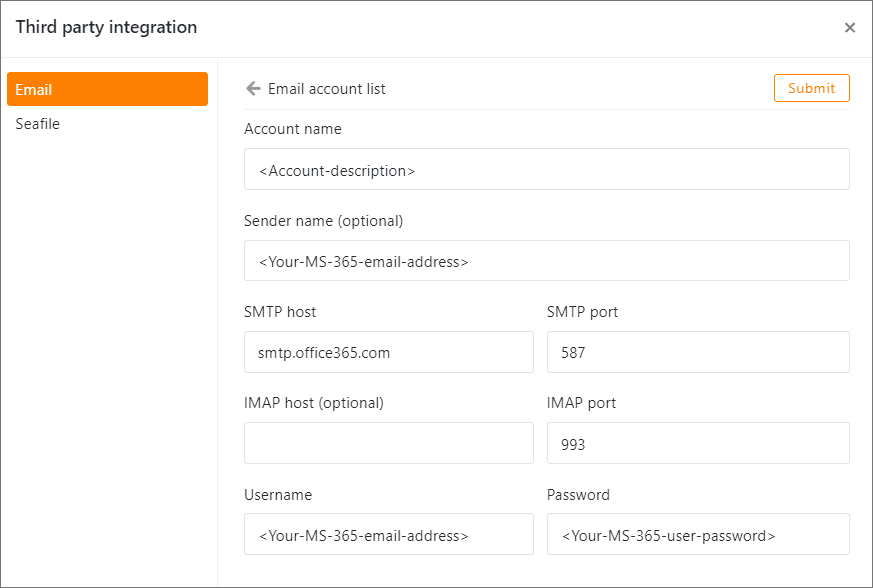 Third party integration
Email
Seafile
Email account list
Submit
Account name
<Account-description>
Sender name (optional)
<Your-MS-365-email-address>
SMTP host
SMTP port
smtp.office365.com
587
IMAP host (optional)
IMAP port
993
Username
Password
<Your-MS-365-email-address>
<Your-MS-365-user-password>